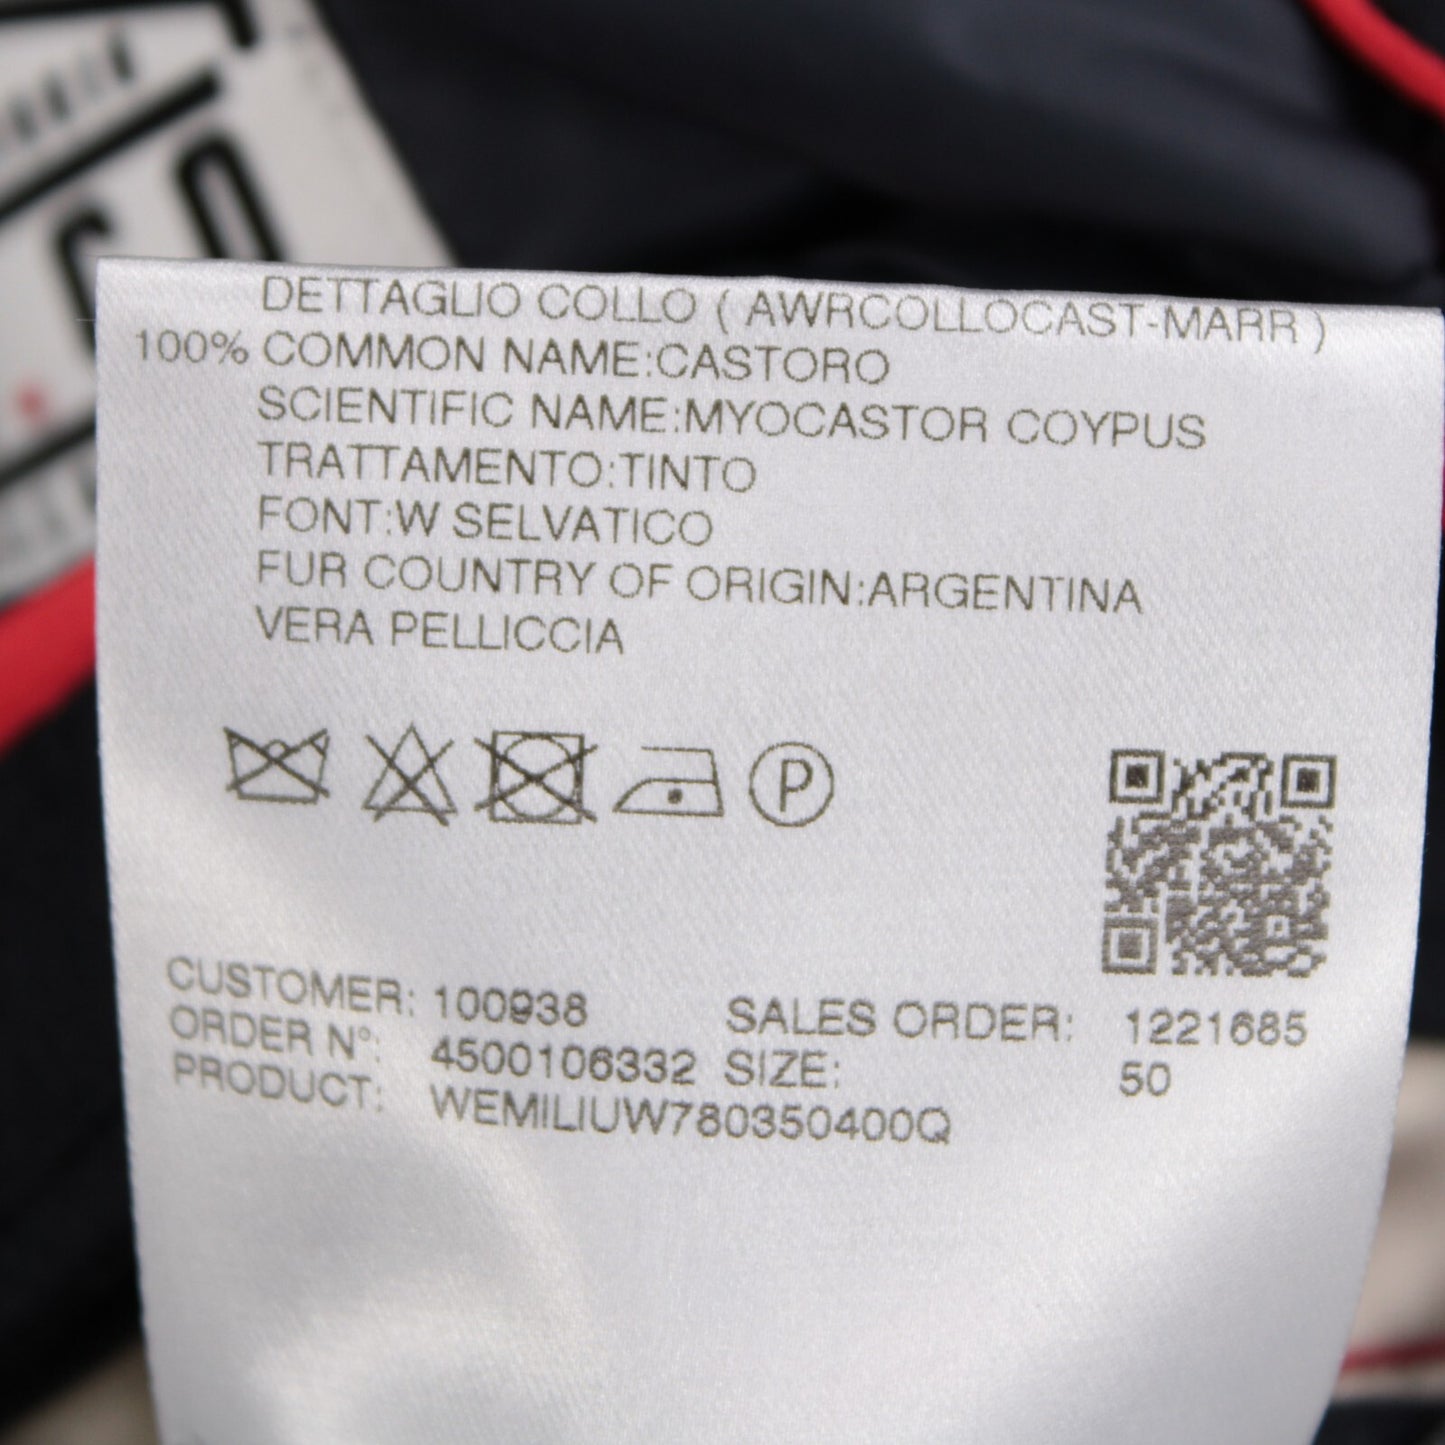 DETTAGLIO COLLO ( AWRCOLLOCAST-MARR )
100% COMMON NAME:CASTORO
SCIENTIFIC NAME:MYOCASTOR COYPUS
TRATTAMENTO:TINTO
FONT:W SELVATICO
FUR COUNTRY OF ORIGIN:ARGENTINA
VERA PELLICCIA
P
CUSTOMER: 100938 SALES ORDER: 1221685
ORDER N°: 4500106332 SIZE: 50
PRODUCT: WEMILIUW780350400Q